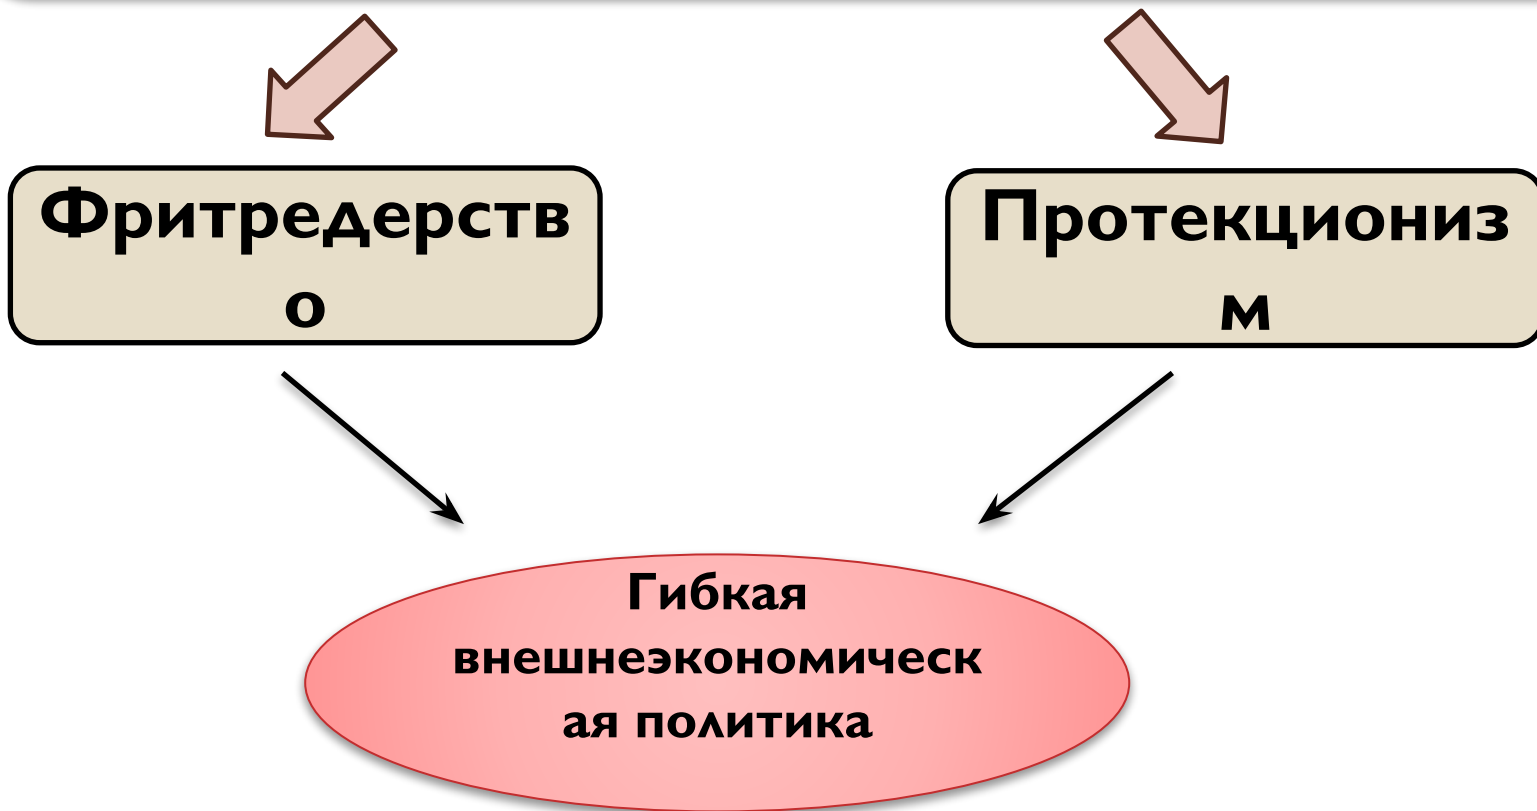 Фритредерств
о
Протекциониз
м
Гибкая
внешнеэкономическ
ая политика